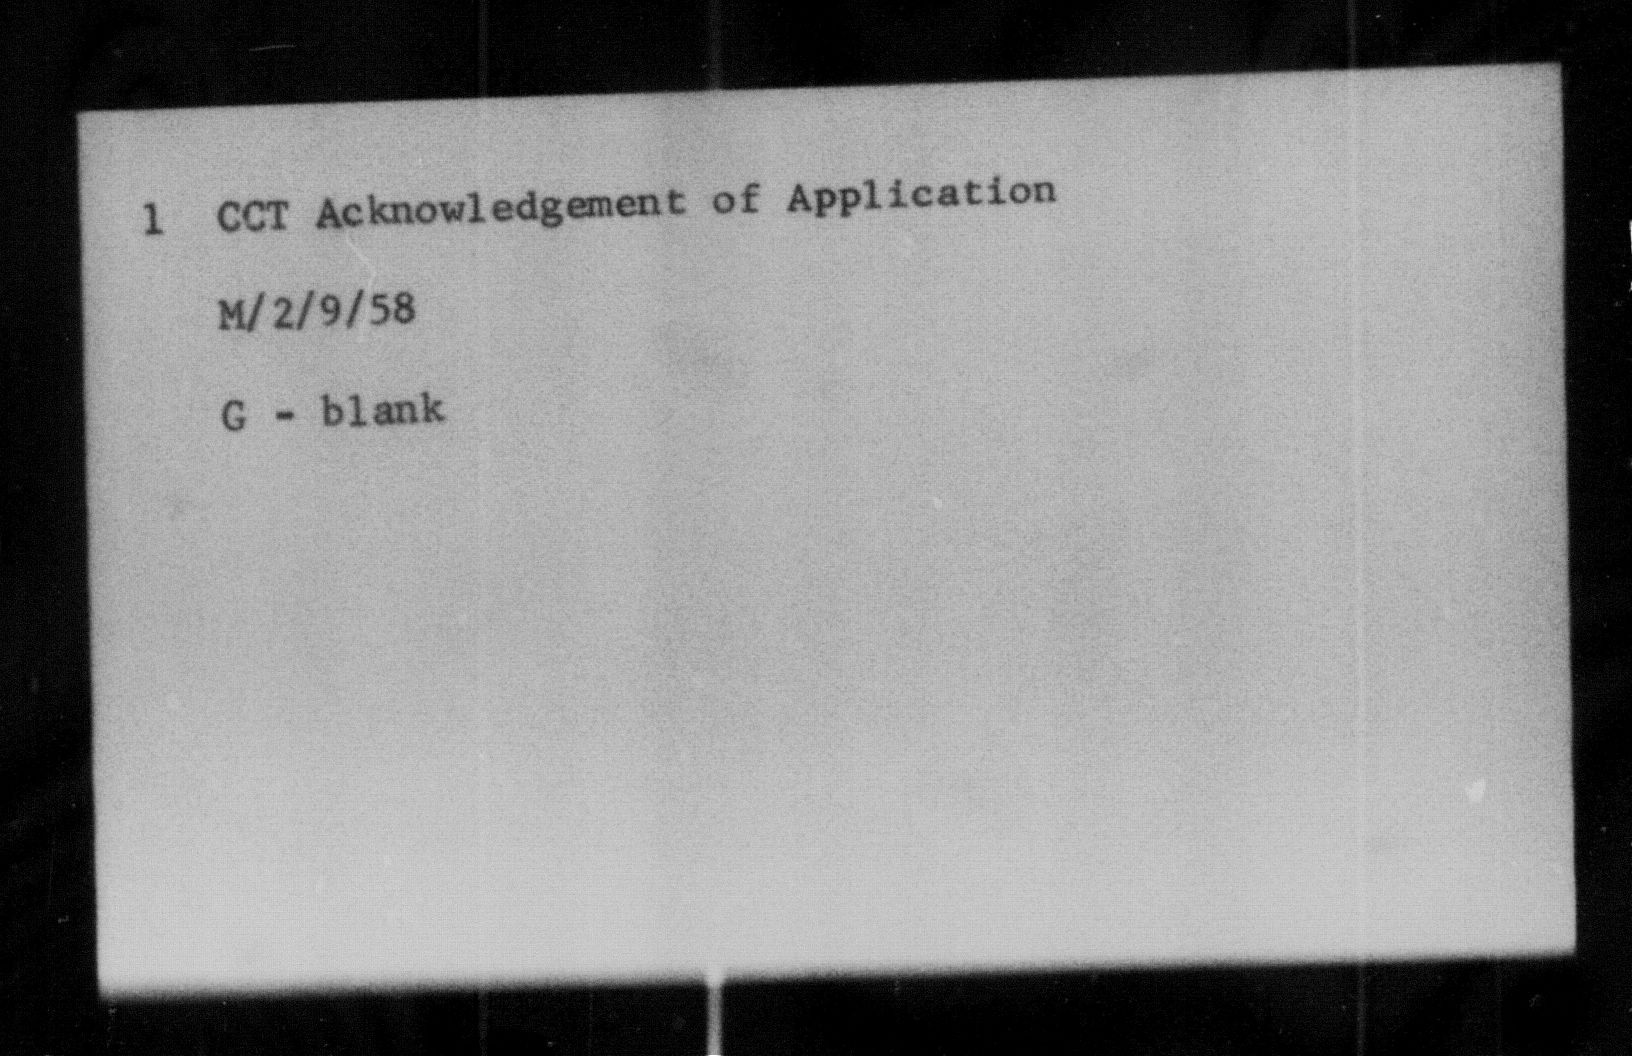 1 CCT Acknowledgement of Application
M/2/9/58
G - blank